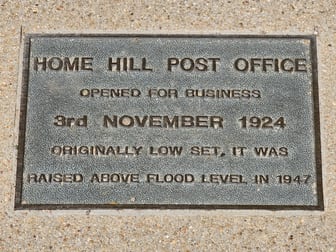 HOME HILL POST OFFICE
OPENED FOR BUSINESS
3rd NOVEMBER 1924
ORIGINALLY LOW SET, IT WAS
RAISED ABOVE FLOOD LEVEL IN 1947